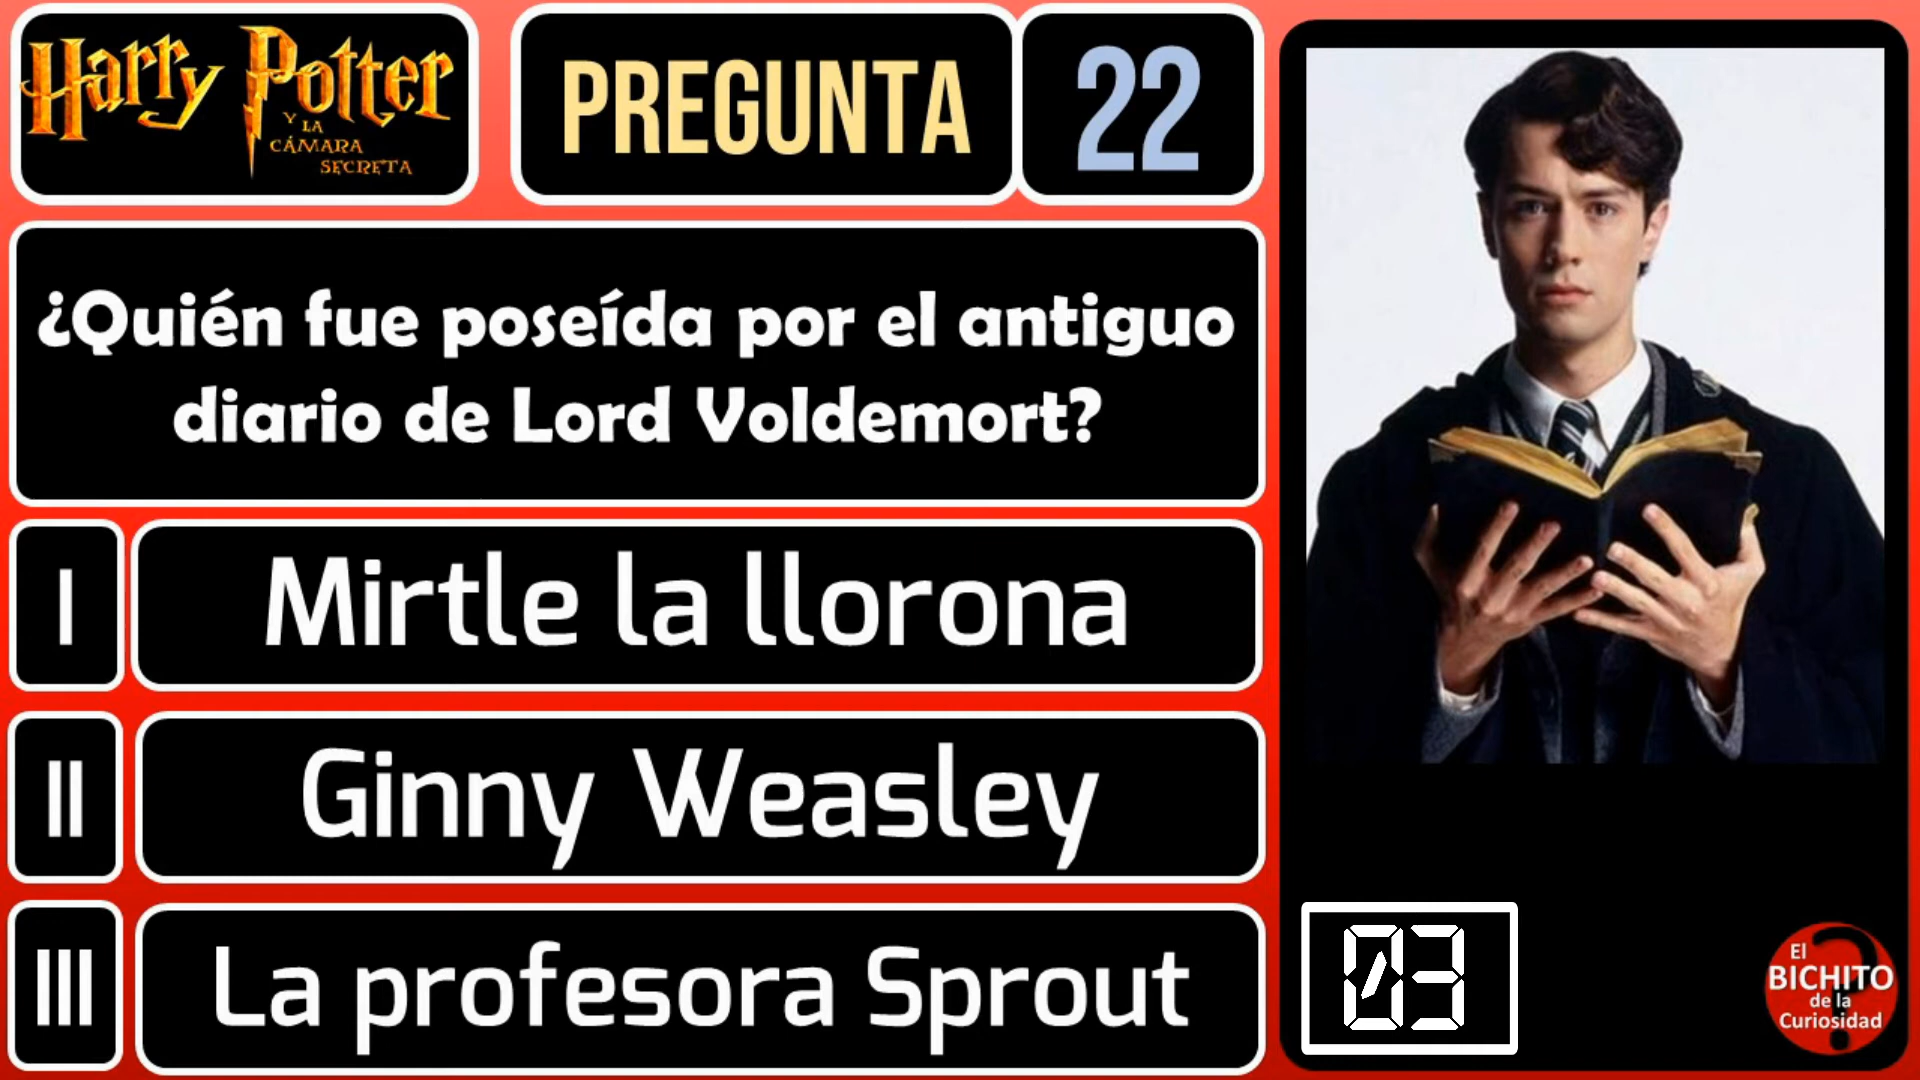 Harry Potter
Y LA
CÁMARA
SECRETA
PREGUNTA
22
¿Quién fue poseída por el antiguo
diario de Lord Voldemort?
I
Mirtle la llorona
II
Ginny Weasley
III
La profesora Sprout
03
El
BICHITO
de la
Curiosidad
?